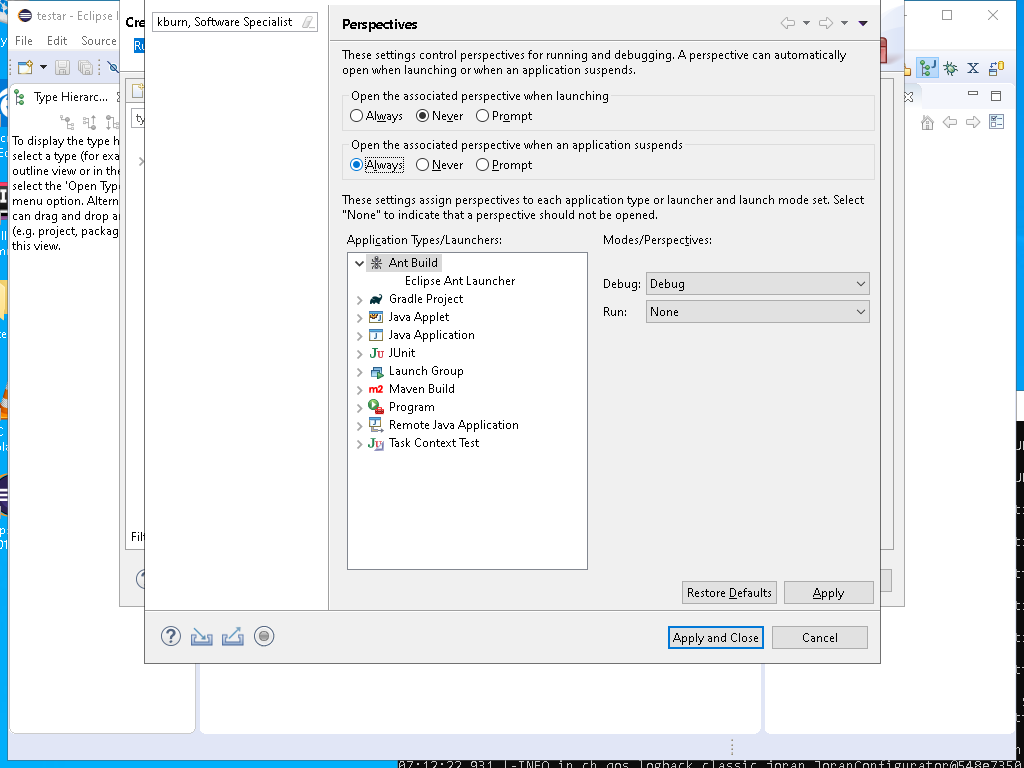 testar - Eclipse I
File Edit Source
Type Hierarc...
To display the type h
select a type (for exa
outline view or in the
select the 'Open Type
menu option. Altern
can drag and drop an
(e.g. project, packag
this view.
Cre
Ru
ty
Filt
kburn, Software Specialist
Perspectives
These settings control perspectives for running and debugging. A perspective can automatically
open when launching or when an application suspends.
Open the associated perspective when launching
Always Never Prompt
Open the associated perspective when an application suspends
Always Never Prompt
These settings assign perspectives to each application type or launcher and launch mode set. Select
"None" to indicate that a perspective should not be opened.
Application Types/Launchers:
Modes/Perspectives:
Ant Build
Eclipse Ant Launcher
Gradle Project
Java Applet
Java Application
JUnit
Launch Group
Maven Build
Program
Remote Java Application
Task Context Test
Debug: Debug
Run: None
Restore Defaults
Apply
Apply and Close
Cancel
07:12:22,931 |-INFO in ch.qos.logback.classic.joran.JoranConfigurator@548e7350